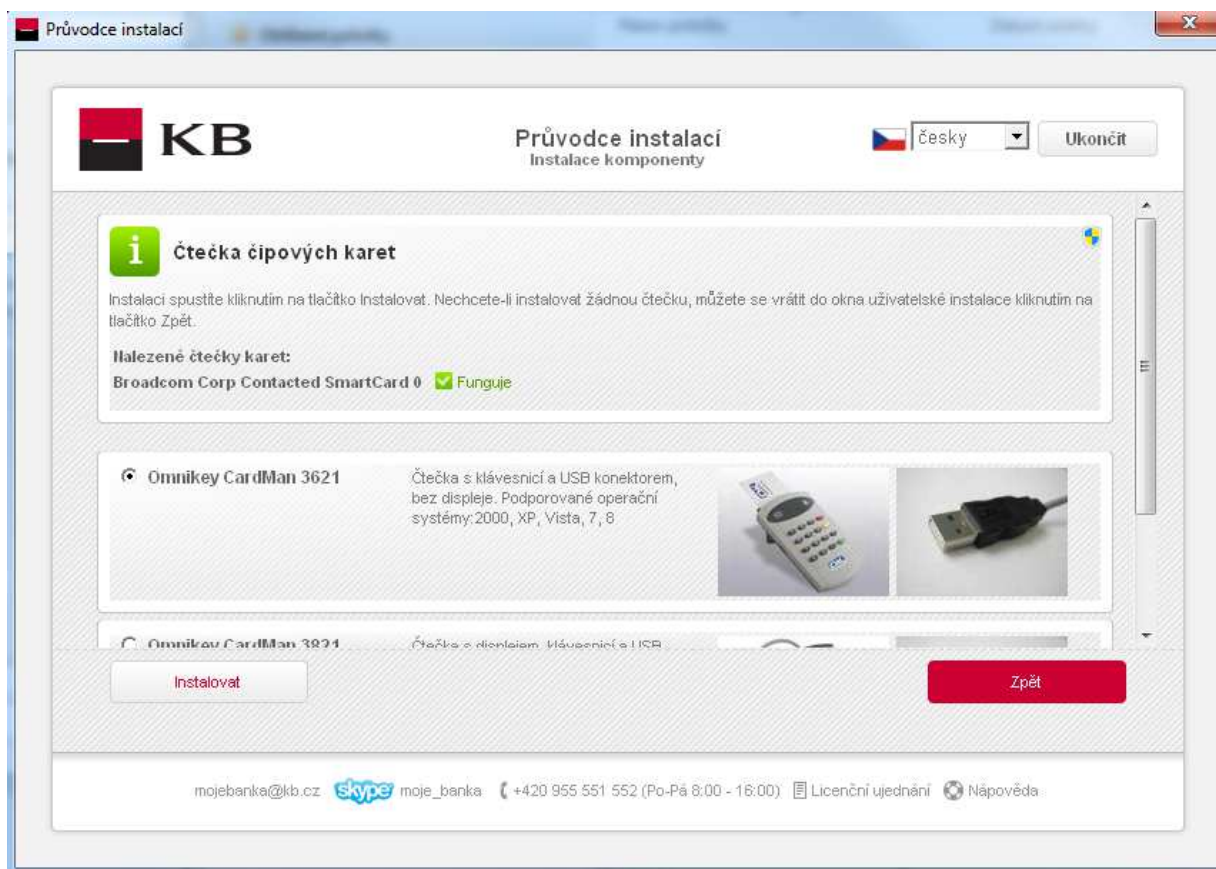 Průvodce instalací
KB
Průvodce instalací
Instalace komponenty
česky
Ukončit
Čtečka čipových karet
Instalaci spustíte kliknutím na tlačítko Instalovat. Nechcete-li instalovat žádnou čtečku, můžete se vrátit do okna uživatelské instalace kliknutím na
tlačítko Zpět.
Nalezené čtečky karet:
Broadcom Corp Contacted SmartCard 0 Funguje
Omnikey CardMan 3621
Čtečka s klávesnicí a USB konektorem,
bez displeje. Podporované operační
systémy:2000, XP, Vista, 7, 8
Omnikey CardMan 3821
Čtečka s displejem, klávesnicí a USB
Instalovat
Zpět
mojebanka@kb.cz skype moje_banka +420 955 551 552 (Po-Pá 8:00 - 16:00) Licenční ujednání Nápověda